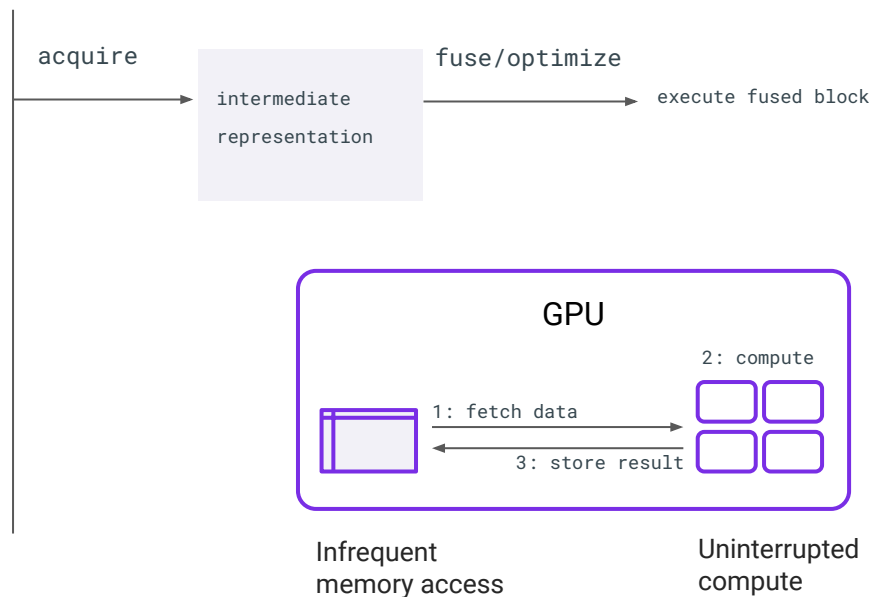 acquire
fuse/optimize
intermediate
representation
execute fused block
GPU
2: compute
1: fetch data
3: store result
Infrequent
memory access
Uninterrupted
compute